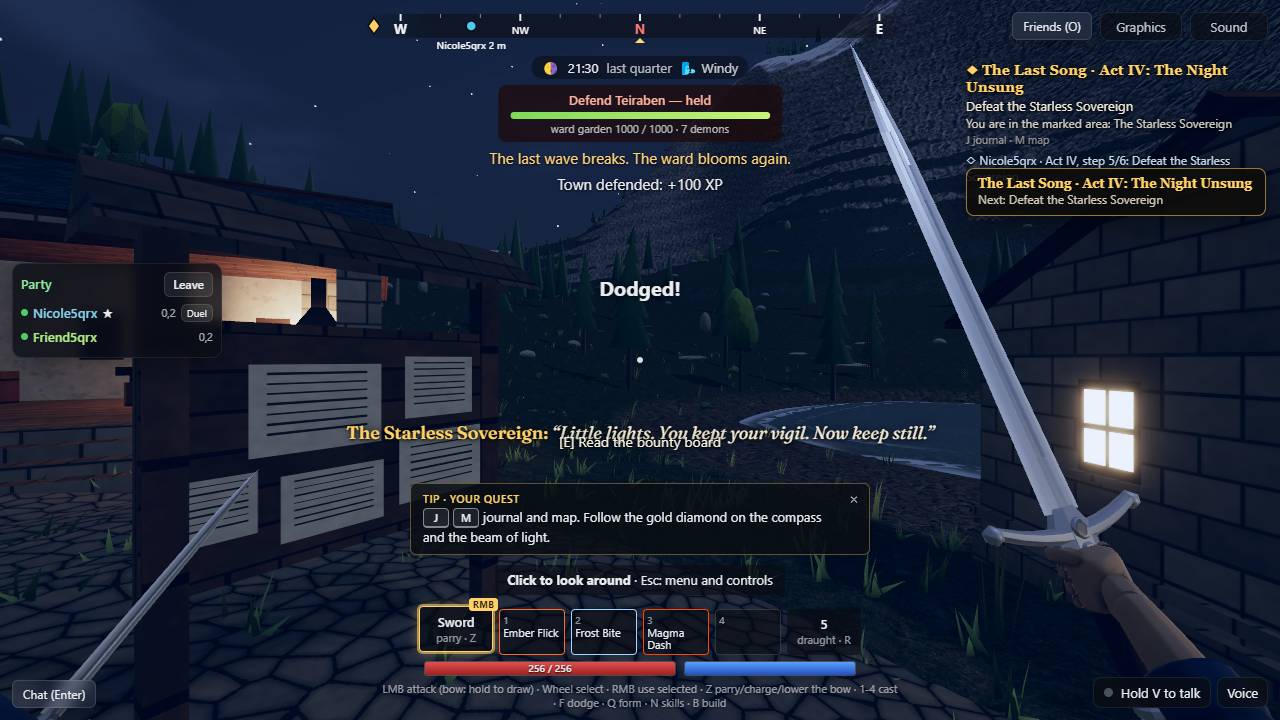 W
NW
N
NE
E
Nicole5qrx 2 m
Friends (O)
Graphics
Sound
21:30 last quarter Windy
Defend Teiraben — held
ward garden 1000 / 1000 · 7 demons
The last wave breaks. The ward blooms again.
Town defended: +100 XP
The Last Song · Act IV: The Night
Unsung
Defeat the Starless Sovereign
You are in the marked area: The Starless Sovereign
J journal · M map
Nicole5qrx · Act IV, step 5/6: Defeat the Starless
The Last Song · Act IV: The Night Unsung
Next: Defeat the Starless Sovereign
Party
Leave
Nicole5qrx ★
0,2
Duel
Friend5qrx
0,2
Dodged!
The Starless Sovereign: “Little lights. You kept your vigil. Now keep still.”
[E] Read the bounty board
TIP · YOUR QUEST
×
J M journal and map. Follow the gold diamond on the compass
and the beam of light.
Click to look around · Esc: menu and controls
RMB
Sword
parry · Z
1
Ember Flick
2
Frost Bite
3
Magma
Dash
4
5
draught · R
256 / 256
LMB attack (bow: hold to draw) · Wheel select · RMB use selected · Z parry/charge/lower the bow · 1-4 cast
· F dodge · Q form · N skills · B build
Chat (Enter)
Hold V to talk
Voice